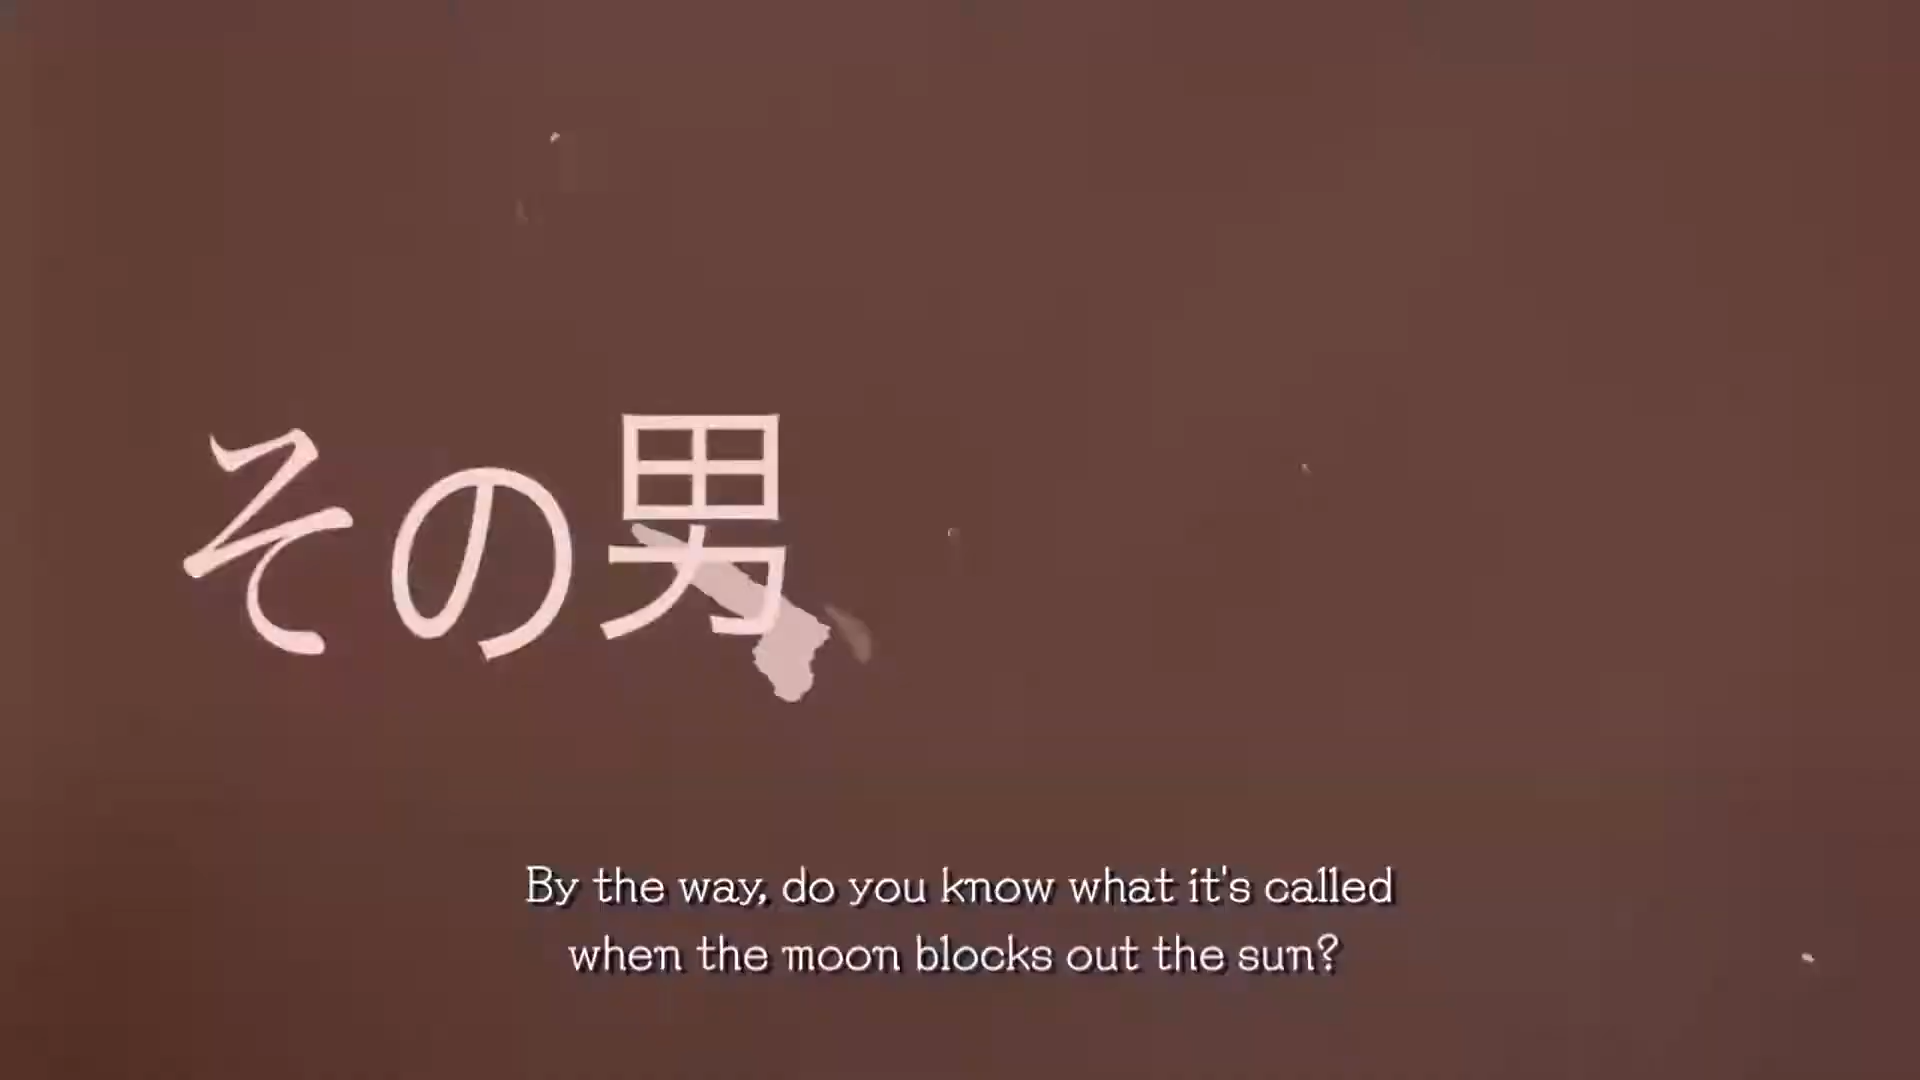 その男
By the way, do you know what it's called
when the moon blocks out the sun?